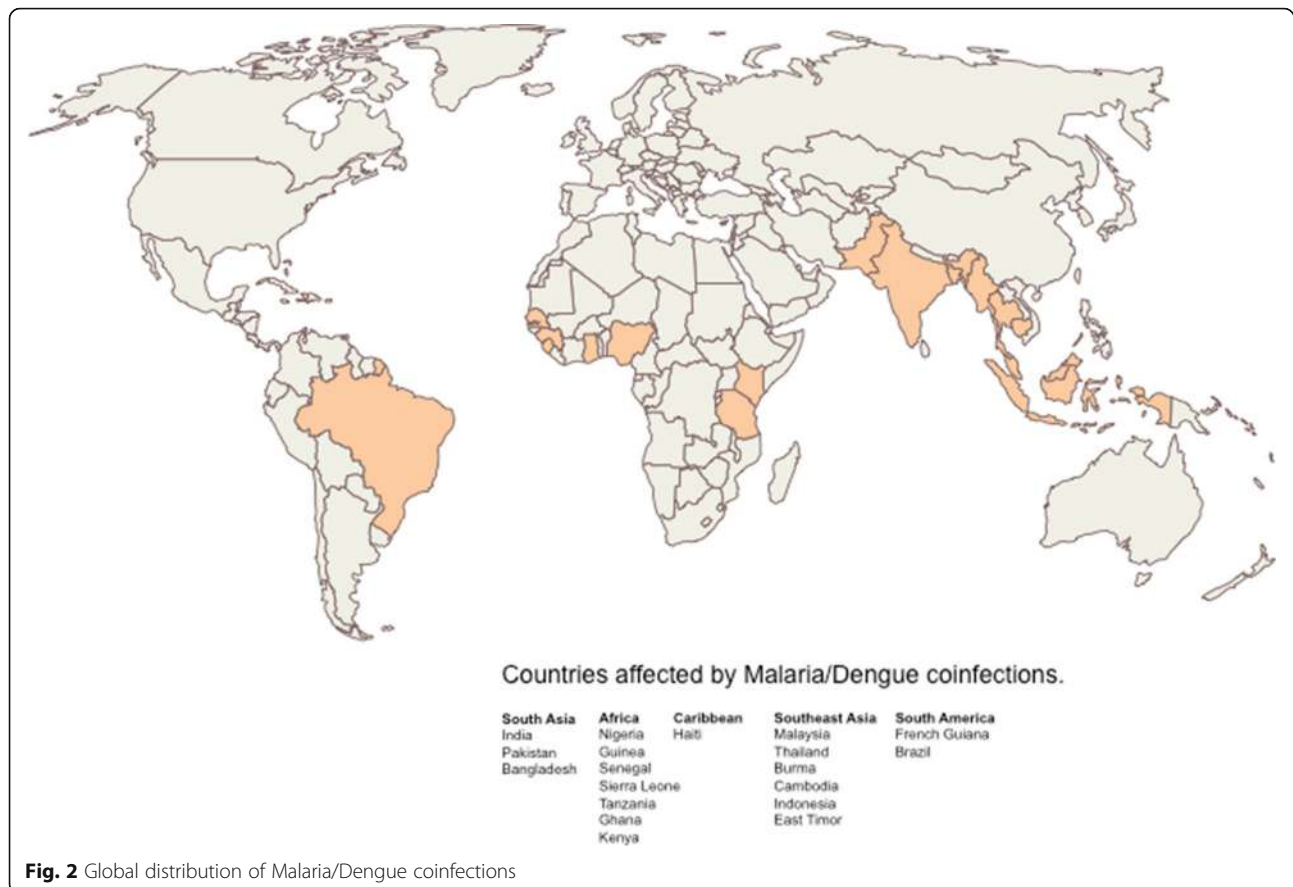 Countries affected by Malaria/Dengue coinfections.
South Asia
India
Pakistan
Bangladesh
Africa
Nigeria
Guinea
Senegal
Sierra Leone
Tanzania
Ghana
Kenya
Caribbean
Haiti
Southeast Asia
Malaysia
Thailand
Burma
Cambodia
Indonesia
East Timor
South America
French Guiana
Brazil
Fig. 2 Global distribution of Malaria/Dengue coinfections